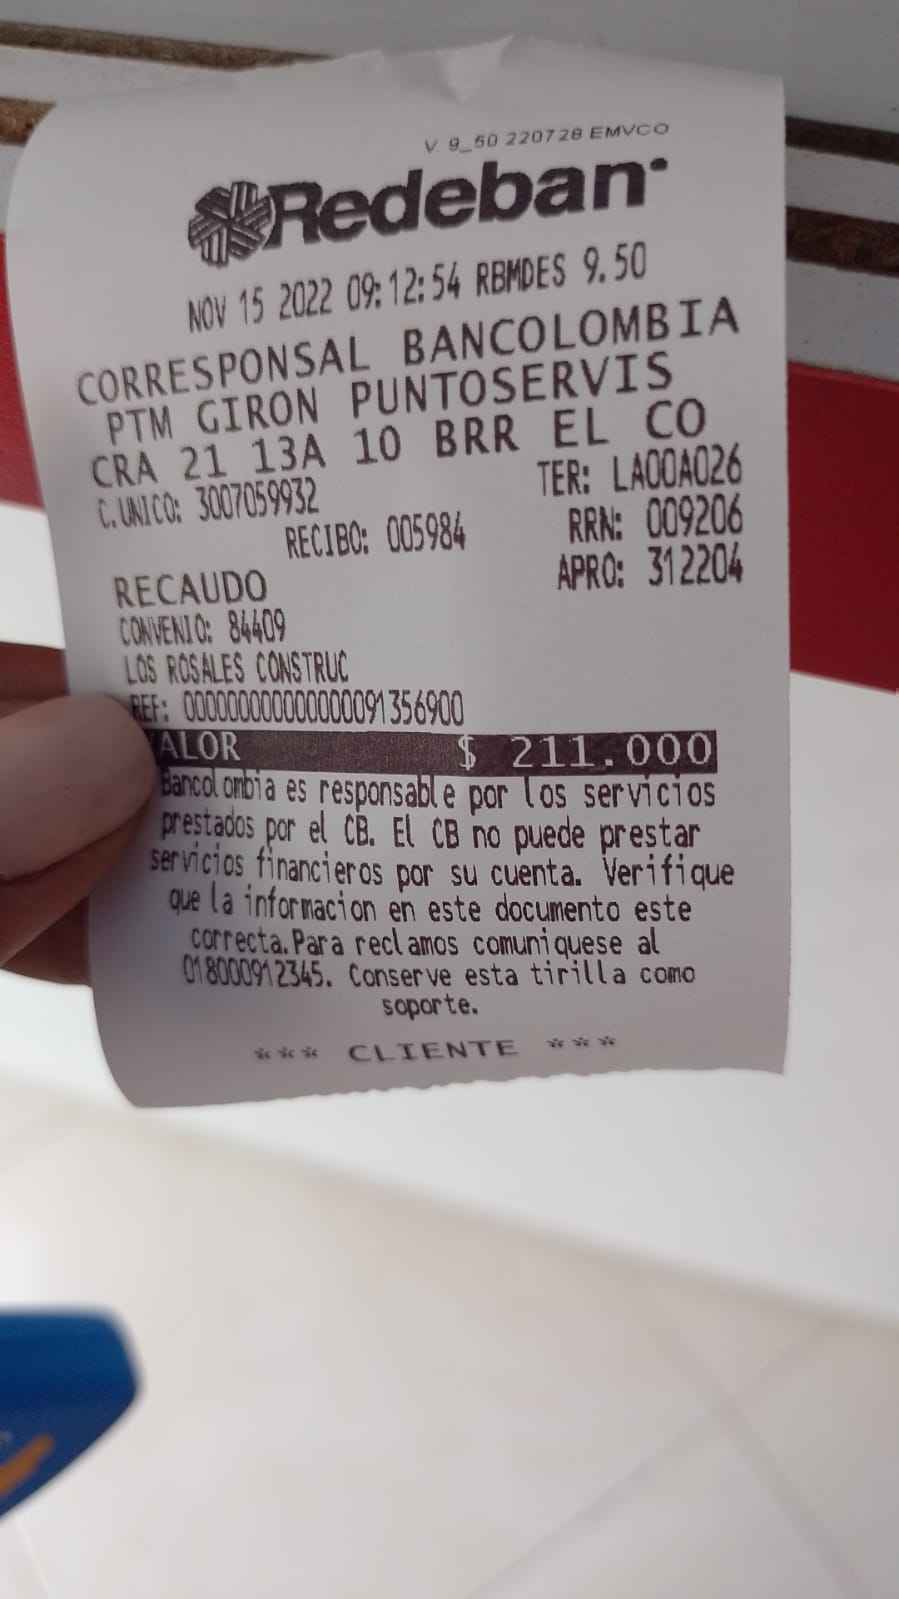 V 9_50 220728 EMVCO
Redeban
NOV 15 2022 09:12:54 RBMDES 9.50
CORRESPONSAL BANCOLOMBIA
PTM GIRON PUNTOSERVIS
CRA 21 13A 10 BRR EL CO
C.UNICO: 3007059932 TER: LA00A026
RECIBO: 005984 RRN: 009206
RECAUDO APRO: 312204
CONVENIO: 84409
LOS ROSALES CONSTRUC
REF: 000000000000000091356900
ALOR $ 211.000
Bancolombia es responsable por los servicios
prestados por el CB. El CB no puede prestar
servicios financieros por su cuenta. Verifique
que la informacion en este documento este
correcta.Para reclamos comuniquese al
018000912345. Conserve esta tirilla como
soporte.
*** CLIENTE ***